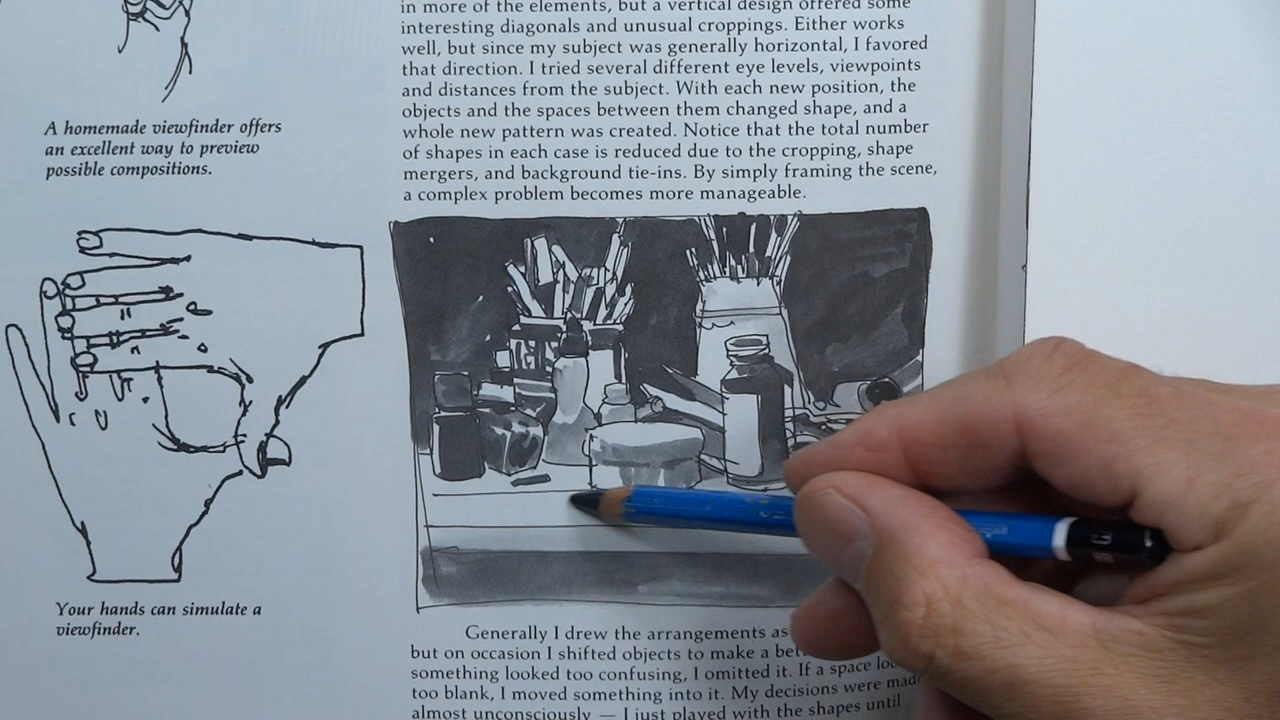 in more of the elements, but a vertical design offered some
interesting diagonals and unusual croppings. Either works
well, but since my subject was generally horizontal, I favored
that direction. I tried several different eye levels, viewpoints
and distances from the subject. With each new position, the
objects and the spaces between them changed shape, and a
whole new pattern was created. Notice that the total number
of shapes in each case is reduced due to the cropping, shape
mergers, and background tie-ins. By simply framing the scene,
a complex problem becomes more manageable.
A homemade viewfinder offers
an excellent way to preview
possible compositions.
Your hands can simulate a
viewfinder.
Generally I drew the arrangements as
but on occasion I shifted objects to make a
something looked too confusing, I omitted it. If a space
too blank, I moved something into it. My decisions were made
almost unconsciously — I just played with the shapes until